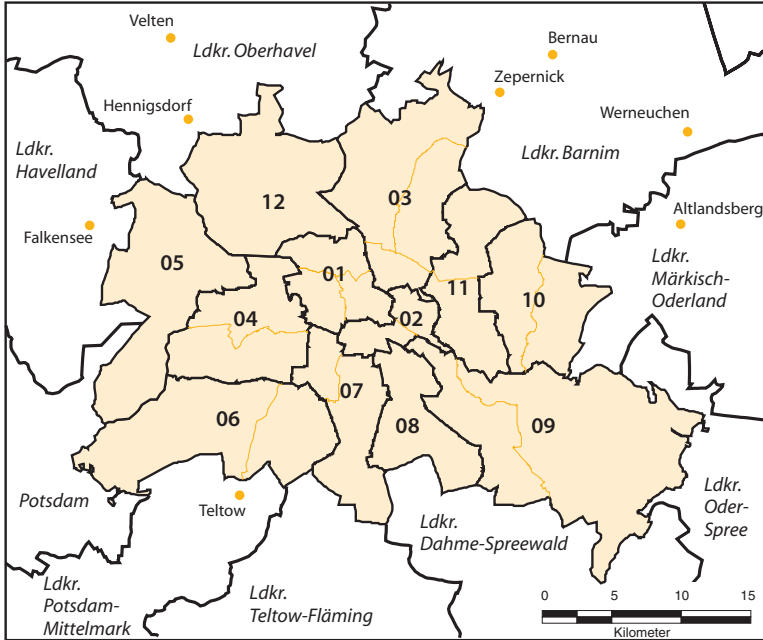 Velten
Ldkr. Oberhavel
Bernau
Zepernick
Hennigsdorf
Werneuchen
Ldkr.
Havelland
Ldkr. Barnim
03
12
Altlandsberg
Falkensee
05
01
Ldkr.
Märkisch-
Oderland
11
10
04
02
07
06
08
09
Potsdam
Teltow
Ldkr.
Dahme-Spreewald
Ldkr.
Oder-
Spree
Ldkr.
Potsdam-
Mittelmark
Ldkr.
Teltow-Fläming
0 5 10 15
Kilometer